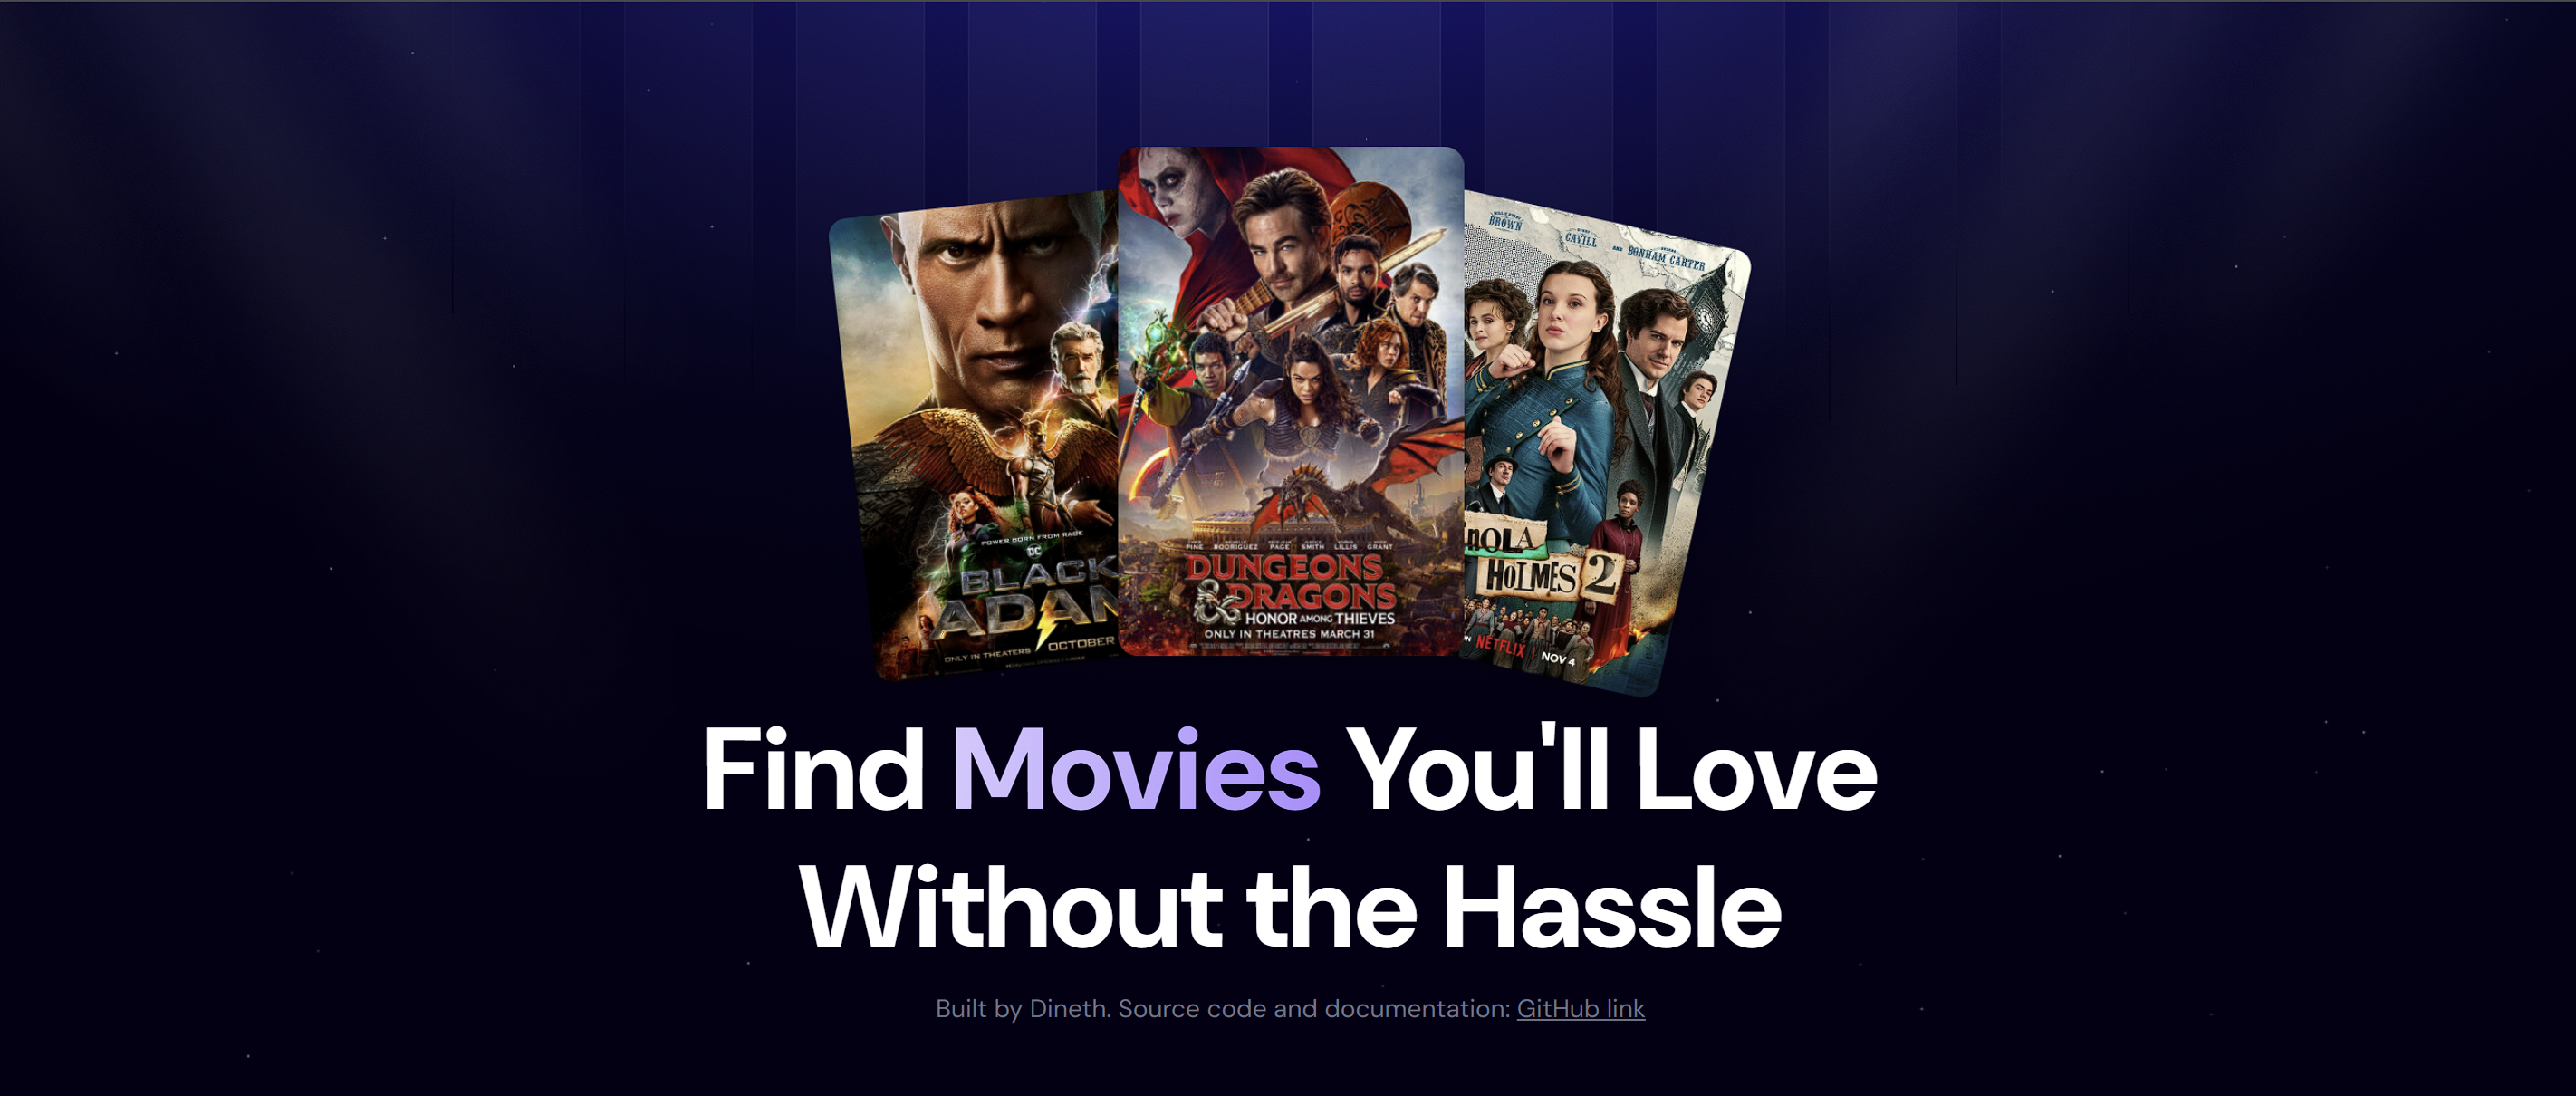 POWER BORN FROM RAGE
DC
BLACK
ADAM
ONLY IN THEATERS
OCTOBER
PINE RODRIGUEZ PAGE SMITH LILLIS GRANT
DUNGEONS
& DRAGONS
HONOR AMONG THIEVES
ONLY IN THEATRES MARCH 31
BROWN
CAVILL
AND BONHAM CARTER
NOLA
HOLMES 2
NETFLIX | NOV 4
Find Movies You'll Love
Without the Hassle
Built by Dineth. Source code and documentation: GitHub link